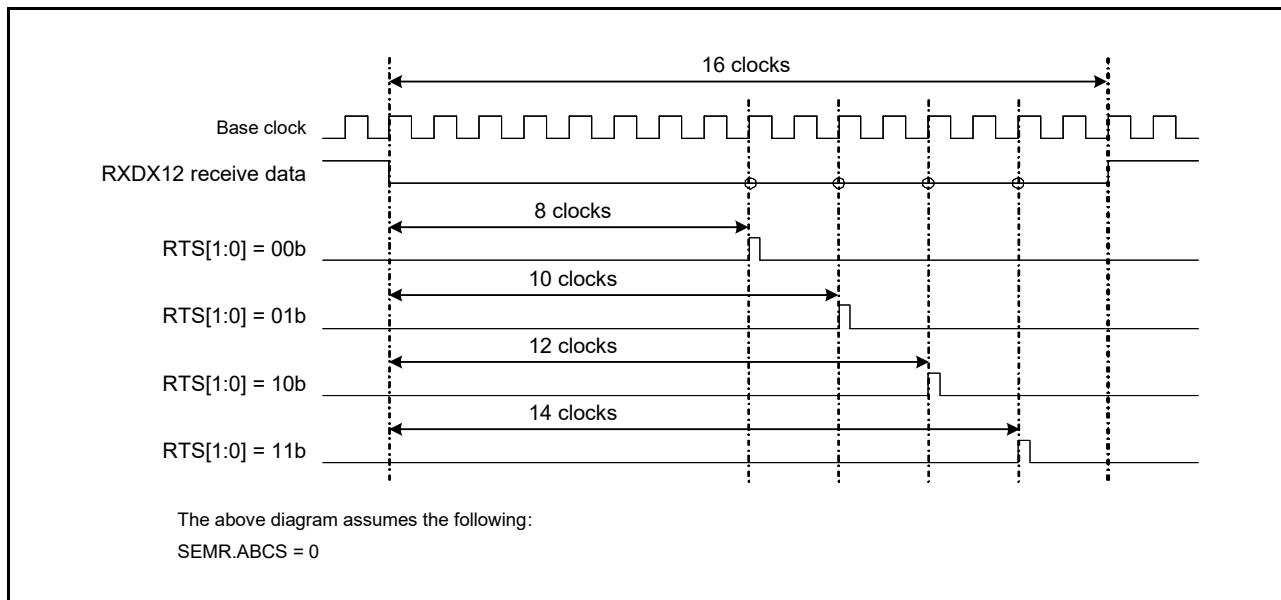 16 clocks
Base clock
RXDX12 receive data
8 clocks
RTS[1:0] = 00b
10 clocks
RTS[1:0] = 01b
12 clocks
RTS[1:0] = 10b
14 clocks
RTS[1:0] = 11b
The above diagram assumes the following:
SEMR.ABCS = 0